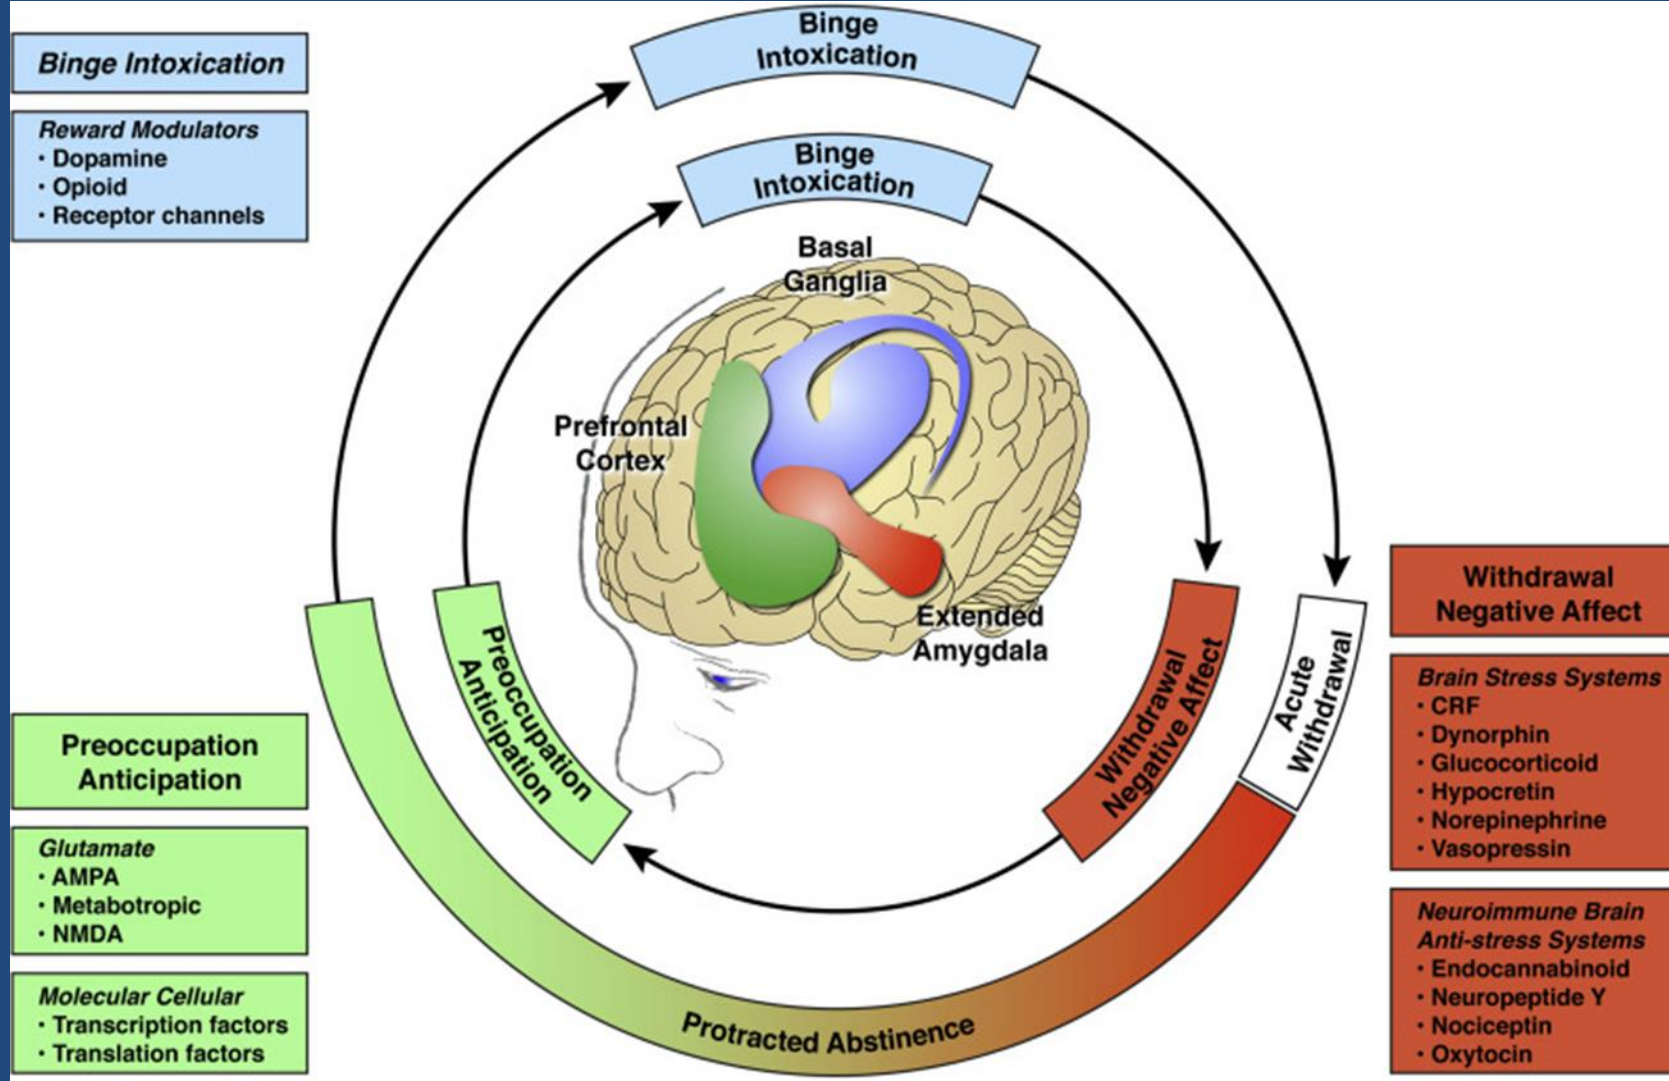 Binge Intoxication
Reward Modulators
· Dopamine
· Opioid
· Receptor channels
Preoccupation
Anticipation
Glutamate
· AMPA
· Metabotropic
· NMDA
Molecular Cellular
· Transcription factors
· Translation factors
Binge
Intoxication
Binge
Intoxication
Basal
Ganglia
Prefrontal
Cortex
Extended
Amygdala
Preoccupation
Anticipation
Withdrawal
Negative Affect
Acute
Withdrawal
Protracted Abstinence
Withdrawal
Negative Affect
Brain Stress Systems
· CRF
· Dynorphin
· Glucocorticoid
· Hypocretin
· Norepinephrine
· Vasopressin
Neuroimmune Brain
Anti-stress Systems
· Endocannabinoid
· Neuropeptide Y
· Nociceptin
· Oxytocin